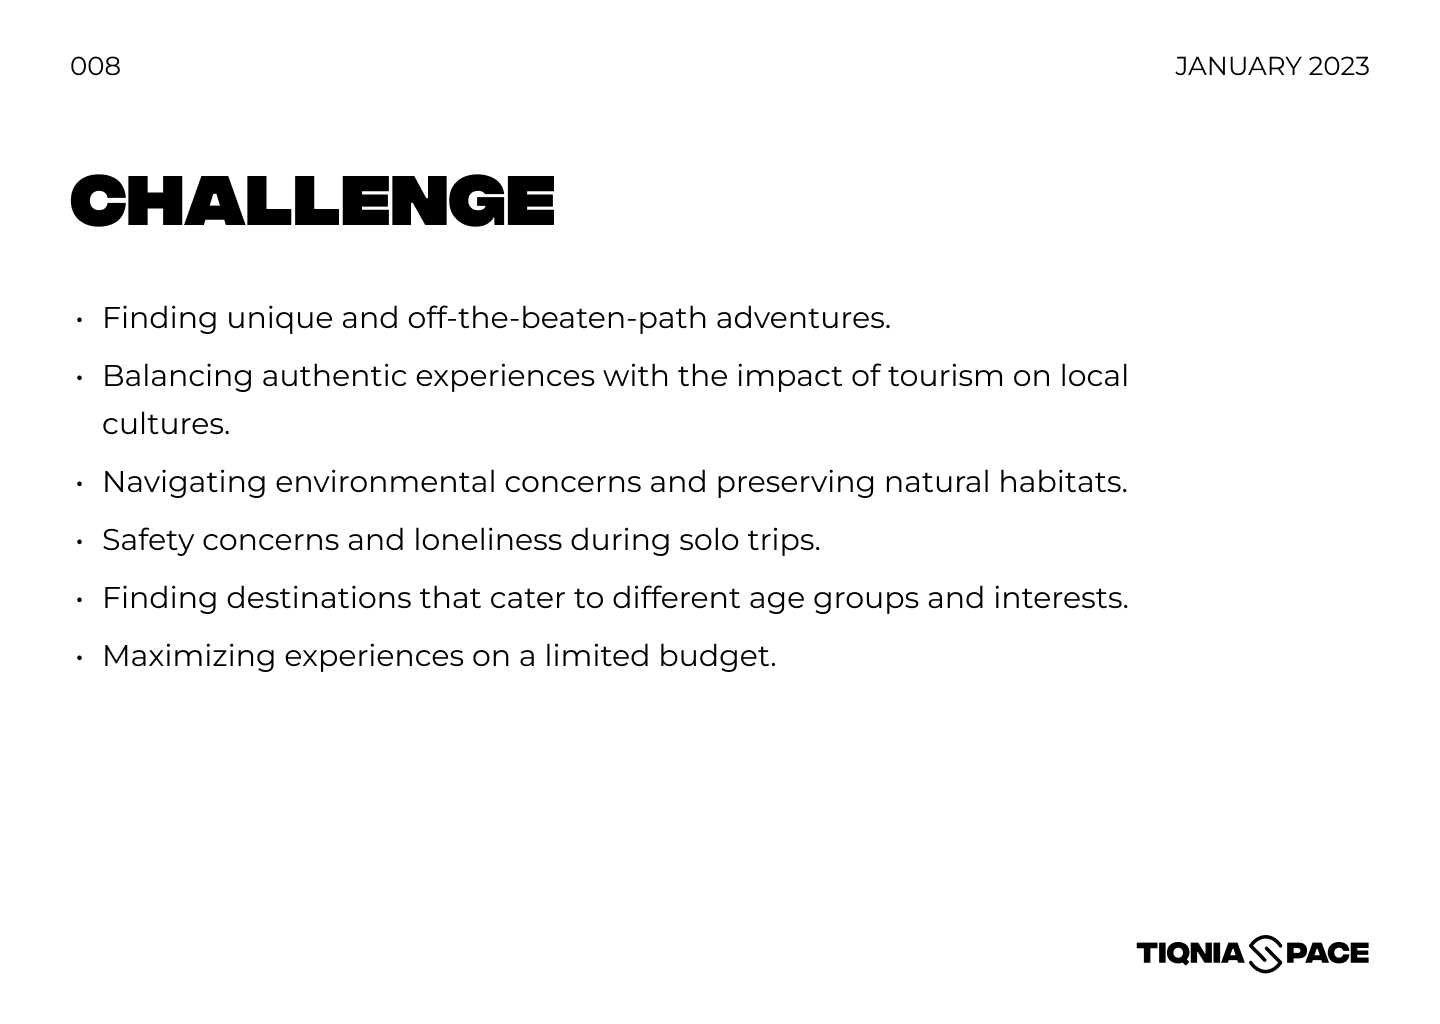 008
JANUARY 2023
CHALLENGE
• Finding unique and off-the-beaten-path adventures.
• Balancing authentic experiences with the impact of tourism on local
cultures.
• Navigating environmental concerns and preserving natural habitats.
• Safety concerns and loneliness during solo trips.
• Finding destinations that cater to different age groups and interests.
• Maximizing experiences on a limited budget.
TIQNIA SPACE